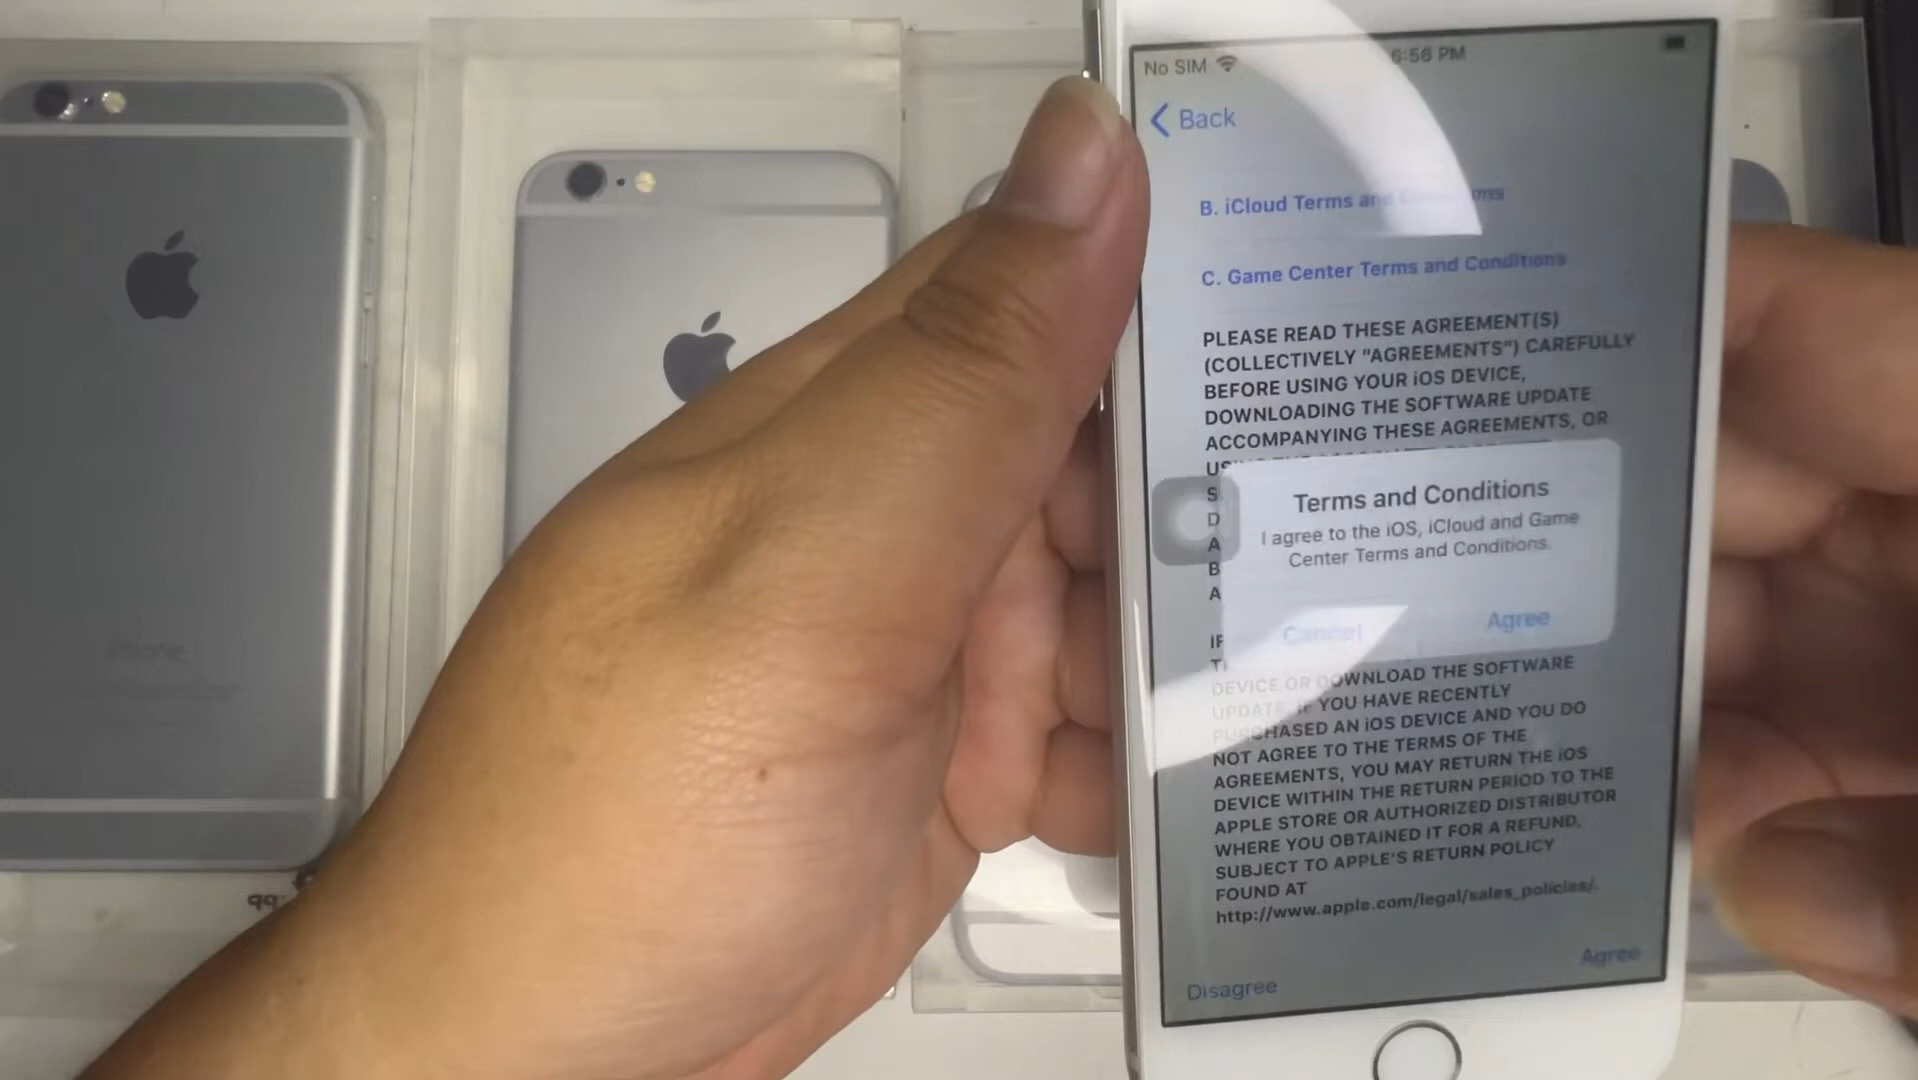 No SIM
6:56 PM
Back
B. iCloud Terms and Conditions
C. Game Center Terms and Conditions
PLEASE READ THESE AGREEMENT(S)
(COLLECTIVELY "AGREEMENTS") CAREFULLY
BEFORE USING YOUR iOS DEVICE,
DOWNLOADING THE SOFTWARE UPDATE
ACCOMPANYING THESE AGREEMENTS, OR
S
D
A
B
A
Terms and Conditions
I agree to the iOS, iCloud and Game
Center Terms and Conditions.
Cancel
Agree
IF
DEVICE OR DOWNLOAD THE SOFTWARE
UPDATE. IF YOU HAVE RECENTLY
PURCHASED AN iOS DEVICE AND YOU DO
NOT AGREE TO THE TERMS OF THE
AGREEMENTS, YOU MAY RETURN THE iOS
DEVICE WITHIN THE RETURN PERIOD TO THE
APPLE STORE OR AUTHORIZED DISTRIBUTOR
WHERE YOU OBTAINED IT FOR A REFUND,
SUBJECT TO APPLE'S RETURN POLICY
FOUND AT
http://www.apple.com/legal/sales_policies/.
Disagree
Agree
iPhone